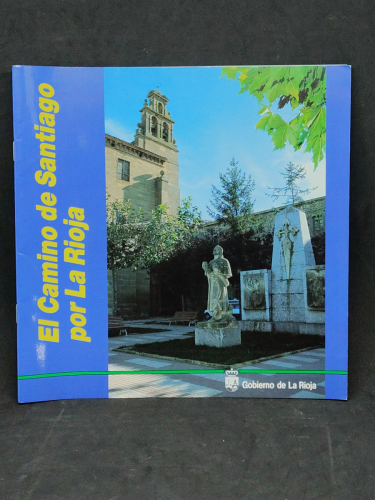 El Camino de Santiago
por La Rioja
Gobierno de La Rioja